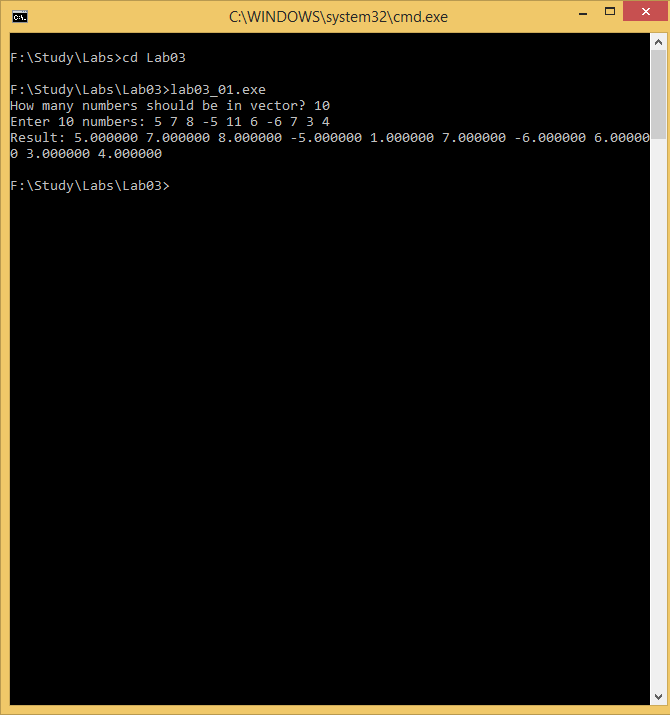 C:\WINDOWS\system32\cmd.exe
F:\Study\Labs>cd Lab03
F:\Study\Labs\Lab03>lab03_01.exe
How many numbers should be in vector? 10
Enter 10 numbers: 5 7 8 -5 11 6 -6 7 3 4
Result: 5.000000 7.000000 8.000000 -5.000000 1.000000 7.000000 -6.000000 6.00000
0 3.000000 4.000000
F:\Study\Labs\Lab03>